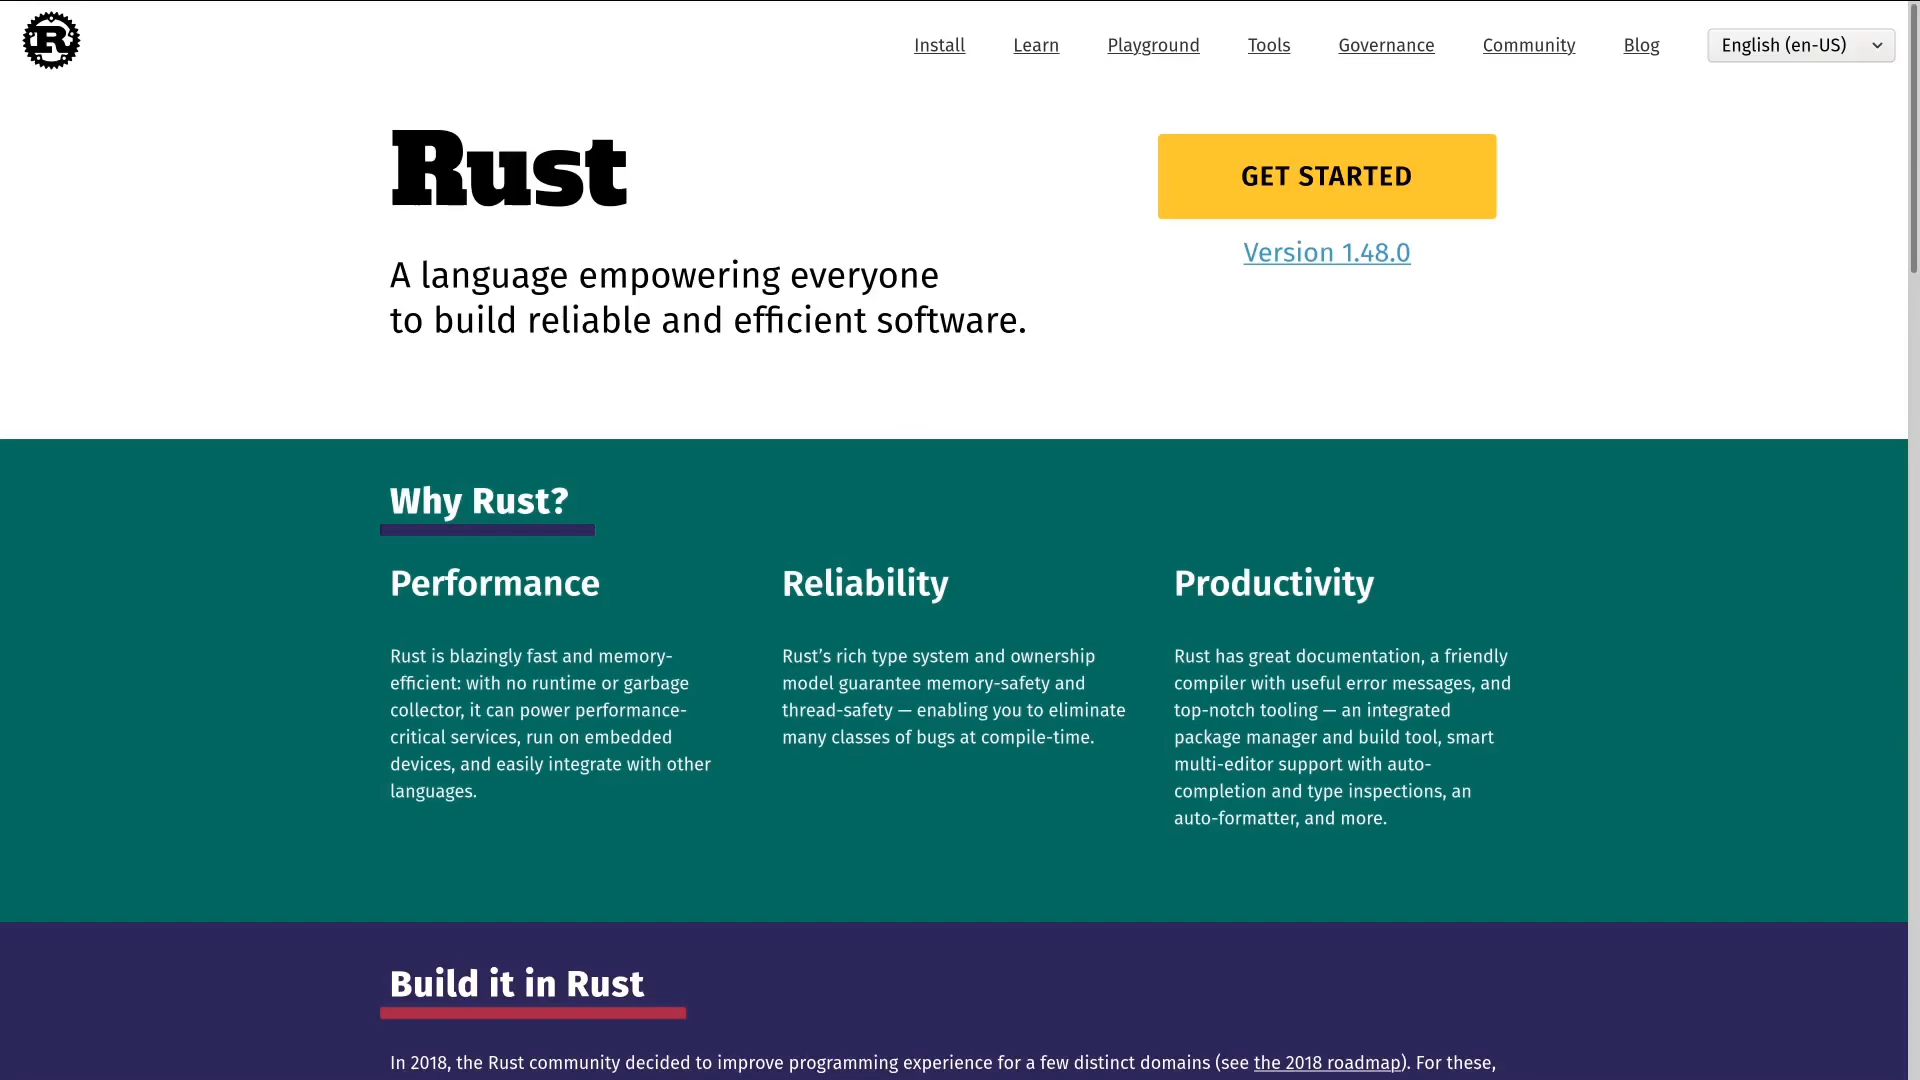 R
Install Learn Playground Tools Governance Community Blog English (en-US)
Rust
GET STARTED
Version 1.48.0
A language empowering everyone
to build reliable and efficient software.
Why Rust?
Performance
Rust is blazingly fast and memory-
efficient: with no runtime or garbage
collector, it can power performance-
critical services, run on embedded
devices, and easily integrate with other
languages.
Reliability
Rust’s rich type system and ownership
model guarantee memory-safety and
thread-safety — enabling you to eliminate
many classes of bugs at compile-time.
Productivity
Rust has great documentation, a friendly
compiler with useful error messages, and
top-notch tooling — an integrated
package manager and build tool, smart
multi-editor support with auto-
completion and type inspections, an
auto-formatter, and more.
Build it in Rust
In 2018, the Rust community decided to improve programming experience for a few distinct domains (see the 2018 roadmap). For these,